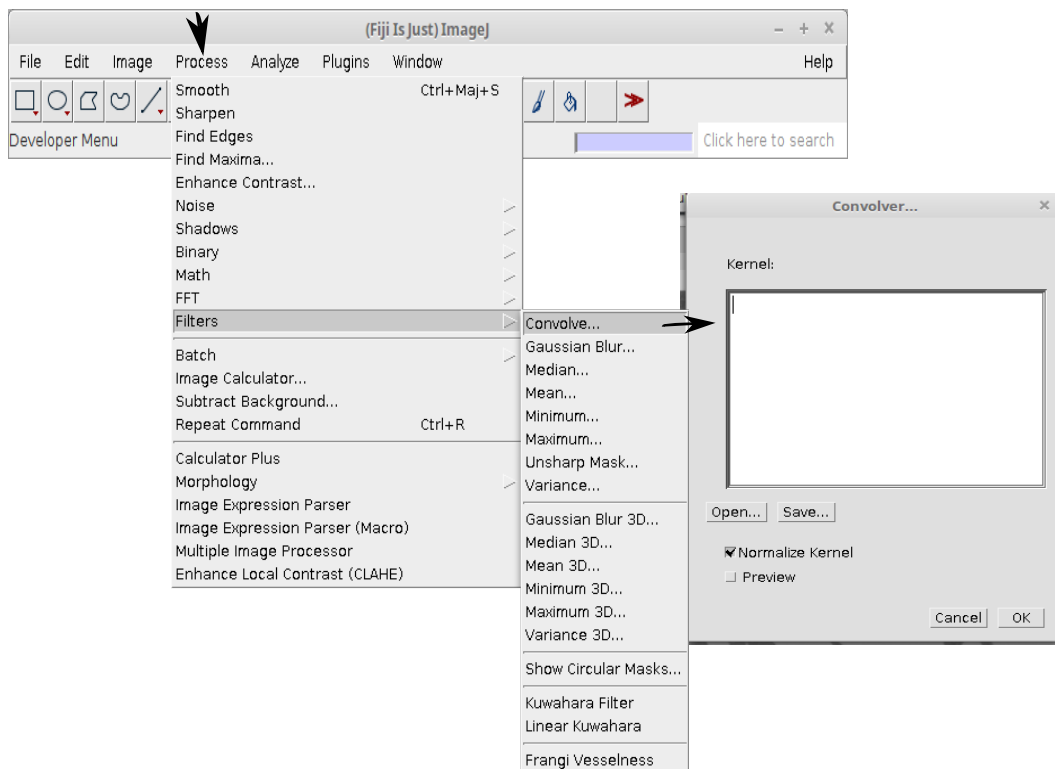 (Fiji Is Just) ImageJ
File Edit Image Process Analyze Plugins Window Help
Developer Menu
Click here to search
Smooth Ctrl+Maj+S
Sharpen
Find Edges
Find Maxima...
Enhance Contrast...
Noise
Shadows
Binary
Math
FFT
Filters
Batch
Image Calculator...
Subtract Background...
Repeat Command Ctrl+R
Calculator Plus
Morphology
Image Expression Parser
Image Expression Parser (Macro)
Multiple Image Processor
Enhance Local Contrast (CLAHE)
Convolve...
Gaussian Blur...
Median...
Mean...
Minimum...
Maximum...
Unsharp Mask...
Variance...
Gaussian Blur 3D...
Median 3D...
Mean 3D...
Minimum 3D...
Maximum 3D...
Variance 3D...
Show Circular Masks...
Kuwahara Filter
Linear Kuwahara
Frangi Vesselness
Convolver...
Kernel:
Open... Save...
Normalize Kernel
Preview
Cancel OK